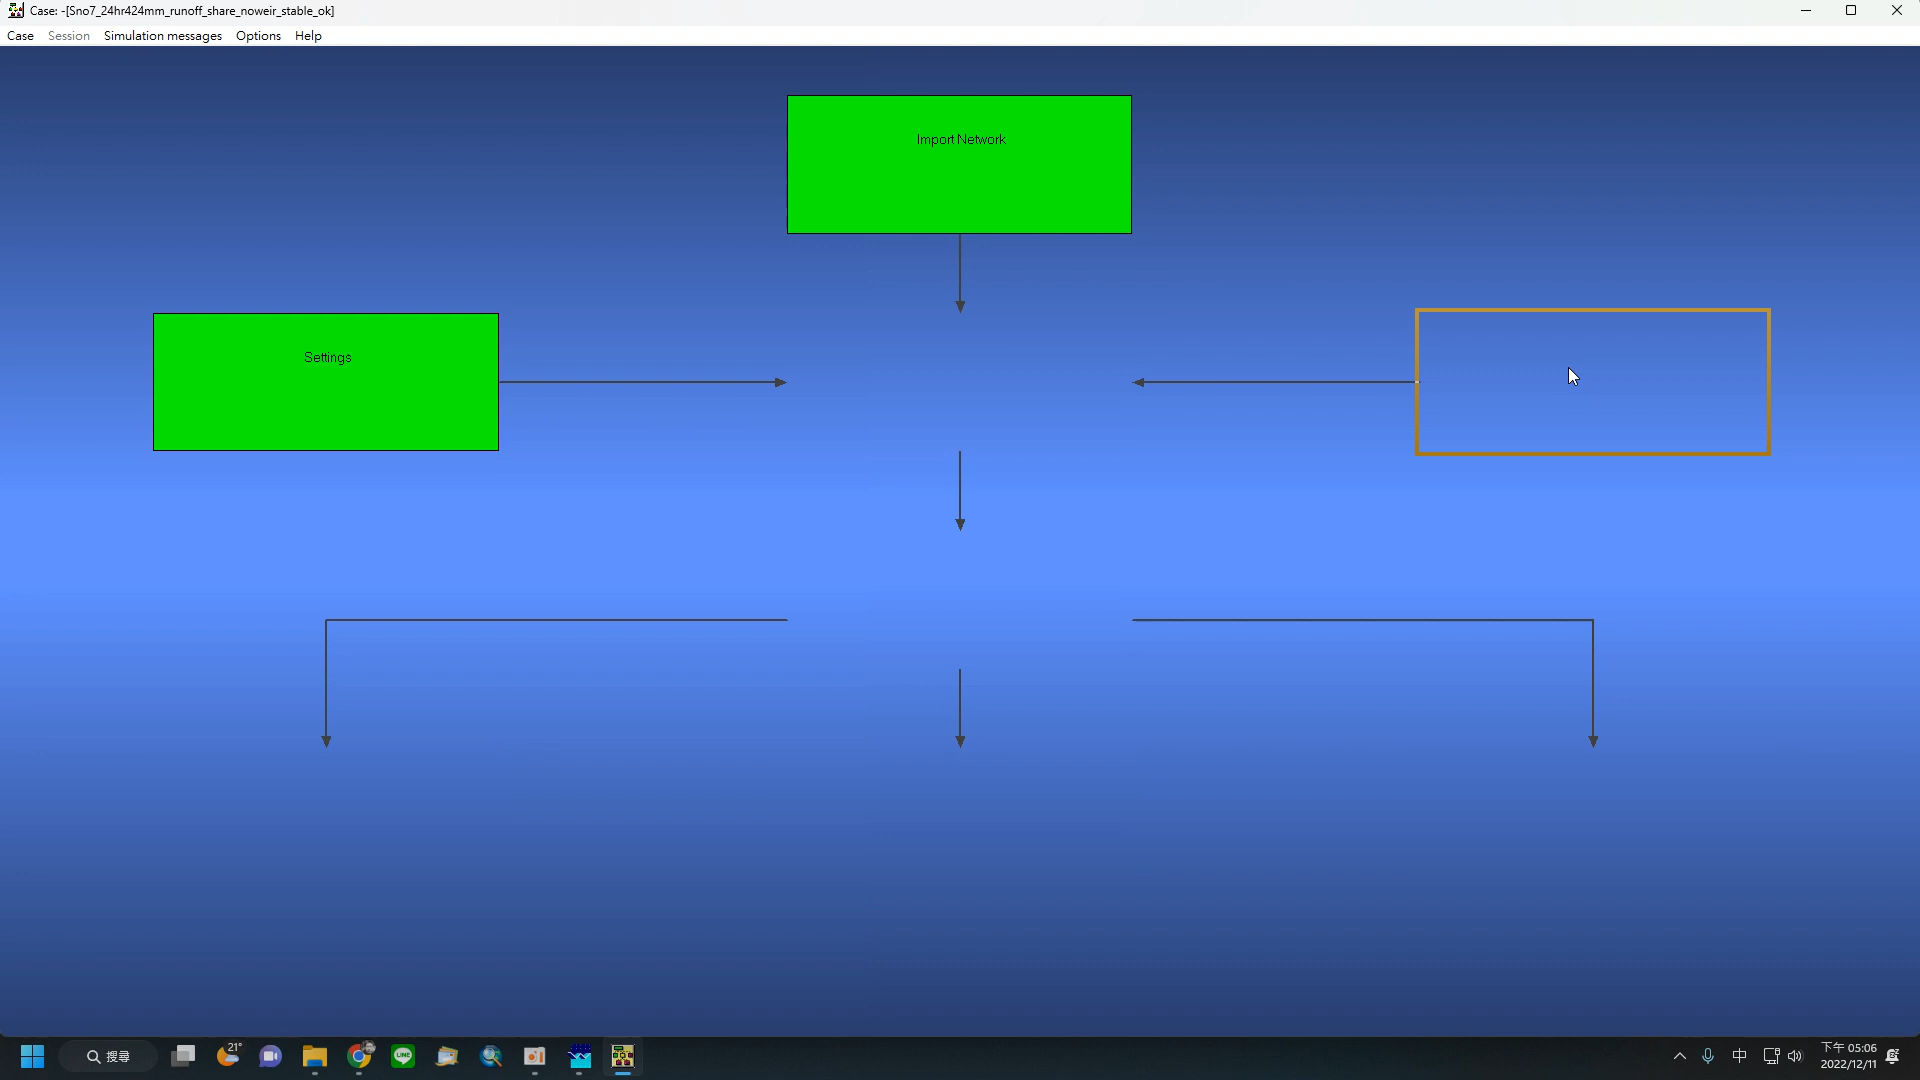 Case: -[Sno7_24hr424mm_runoff_share_noweir_stable_ok]
Case Session Simulation messages Options Help
Import Network
Settings
搜尋
21°
LINE
中
下午 05:06
2022/12/11